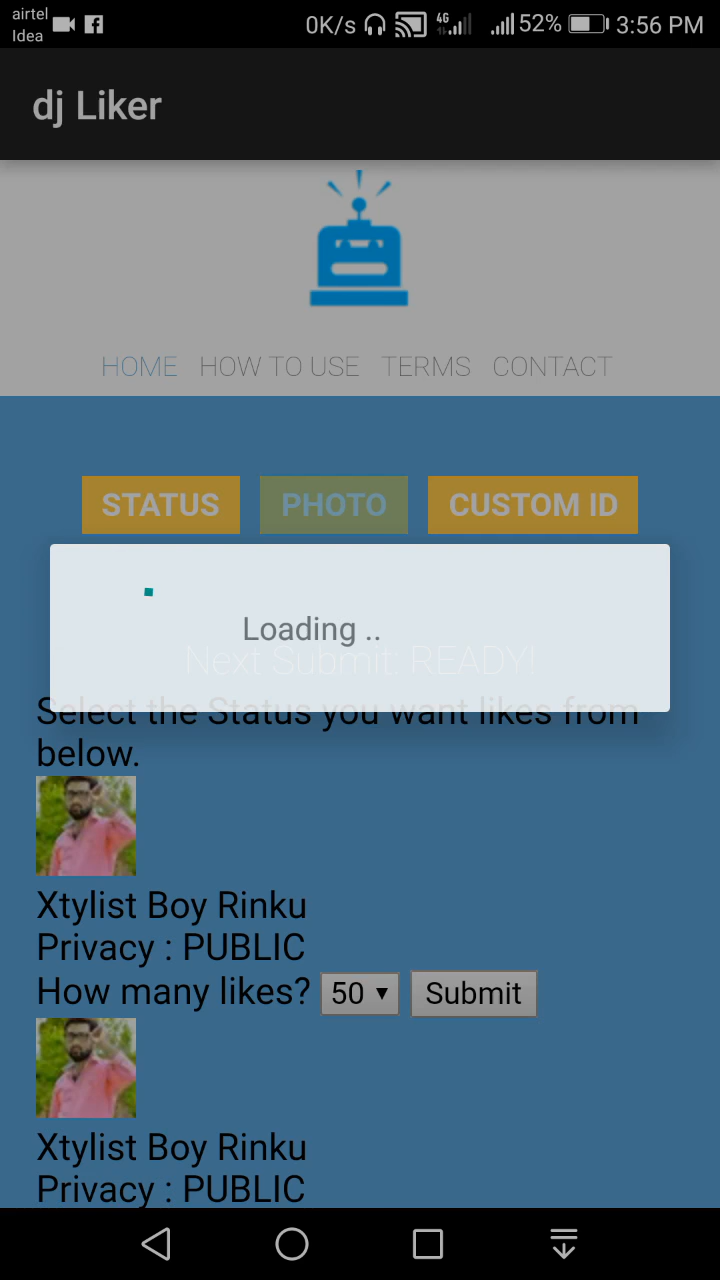 airtel
Idea
0K/s 4G 52% 3:56 PM
dj Liker
HOME HOW TO USE TERMS CONTACT
STATUS PHOTO CUSTOM ID
Loading ..
Next Submit: READY!
Select the Status you want likes from
below.
Xtylist Boy Rinku
Privacy : PUBLIC
How many likes? 50 Submit
Xtylist Boy Rinku
Privacy : PUBLIC